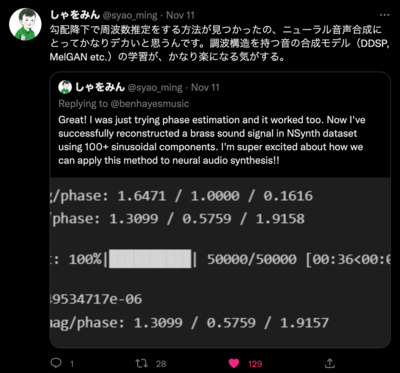 しゃをみん @syao_ming · Nov 11
勾配降下で周波数推定をする方法が見つかったの、ニューラル音声合成に
とってかなりデカいと思うんです。調波構造を持つ音の合成モデル（DDSP,
MelGAN etc.）の学習が、かなり楽になる気がする。
しゃをみん @syao_ming · Nov 11
Replying to @benhayesmusic
Great! I was just trying phase estimation and it worked too. Now I've
successfully reconstructed a brass sound signal in NSynth dataset
using 100+ sinusoidal components. I'm super excited about how we
can apply this method to neural audio synthesis!!
g/phase: 1.6471 / 1.0000 / 0.1616
/phase: 1.3099 / 0.5759 / 1.9158
: 100%| | 50000/50000 [00:36<00:0
49534717e-06
mag/phase: 1.3099 / 0.5759 / 1.9157
1 28 129